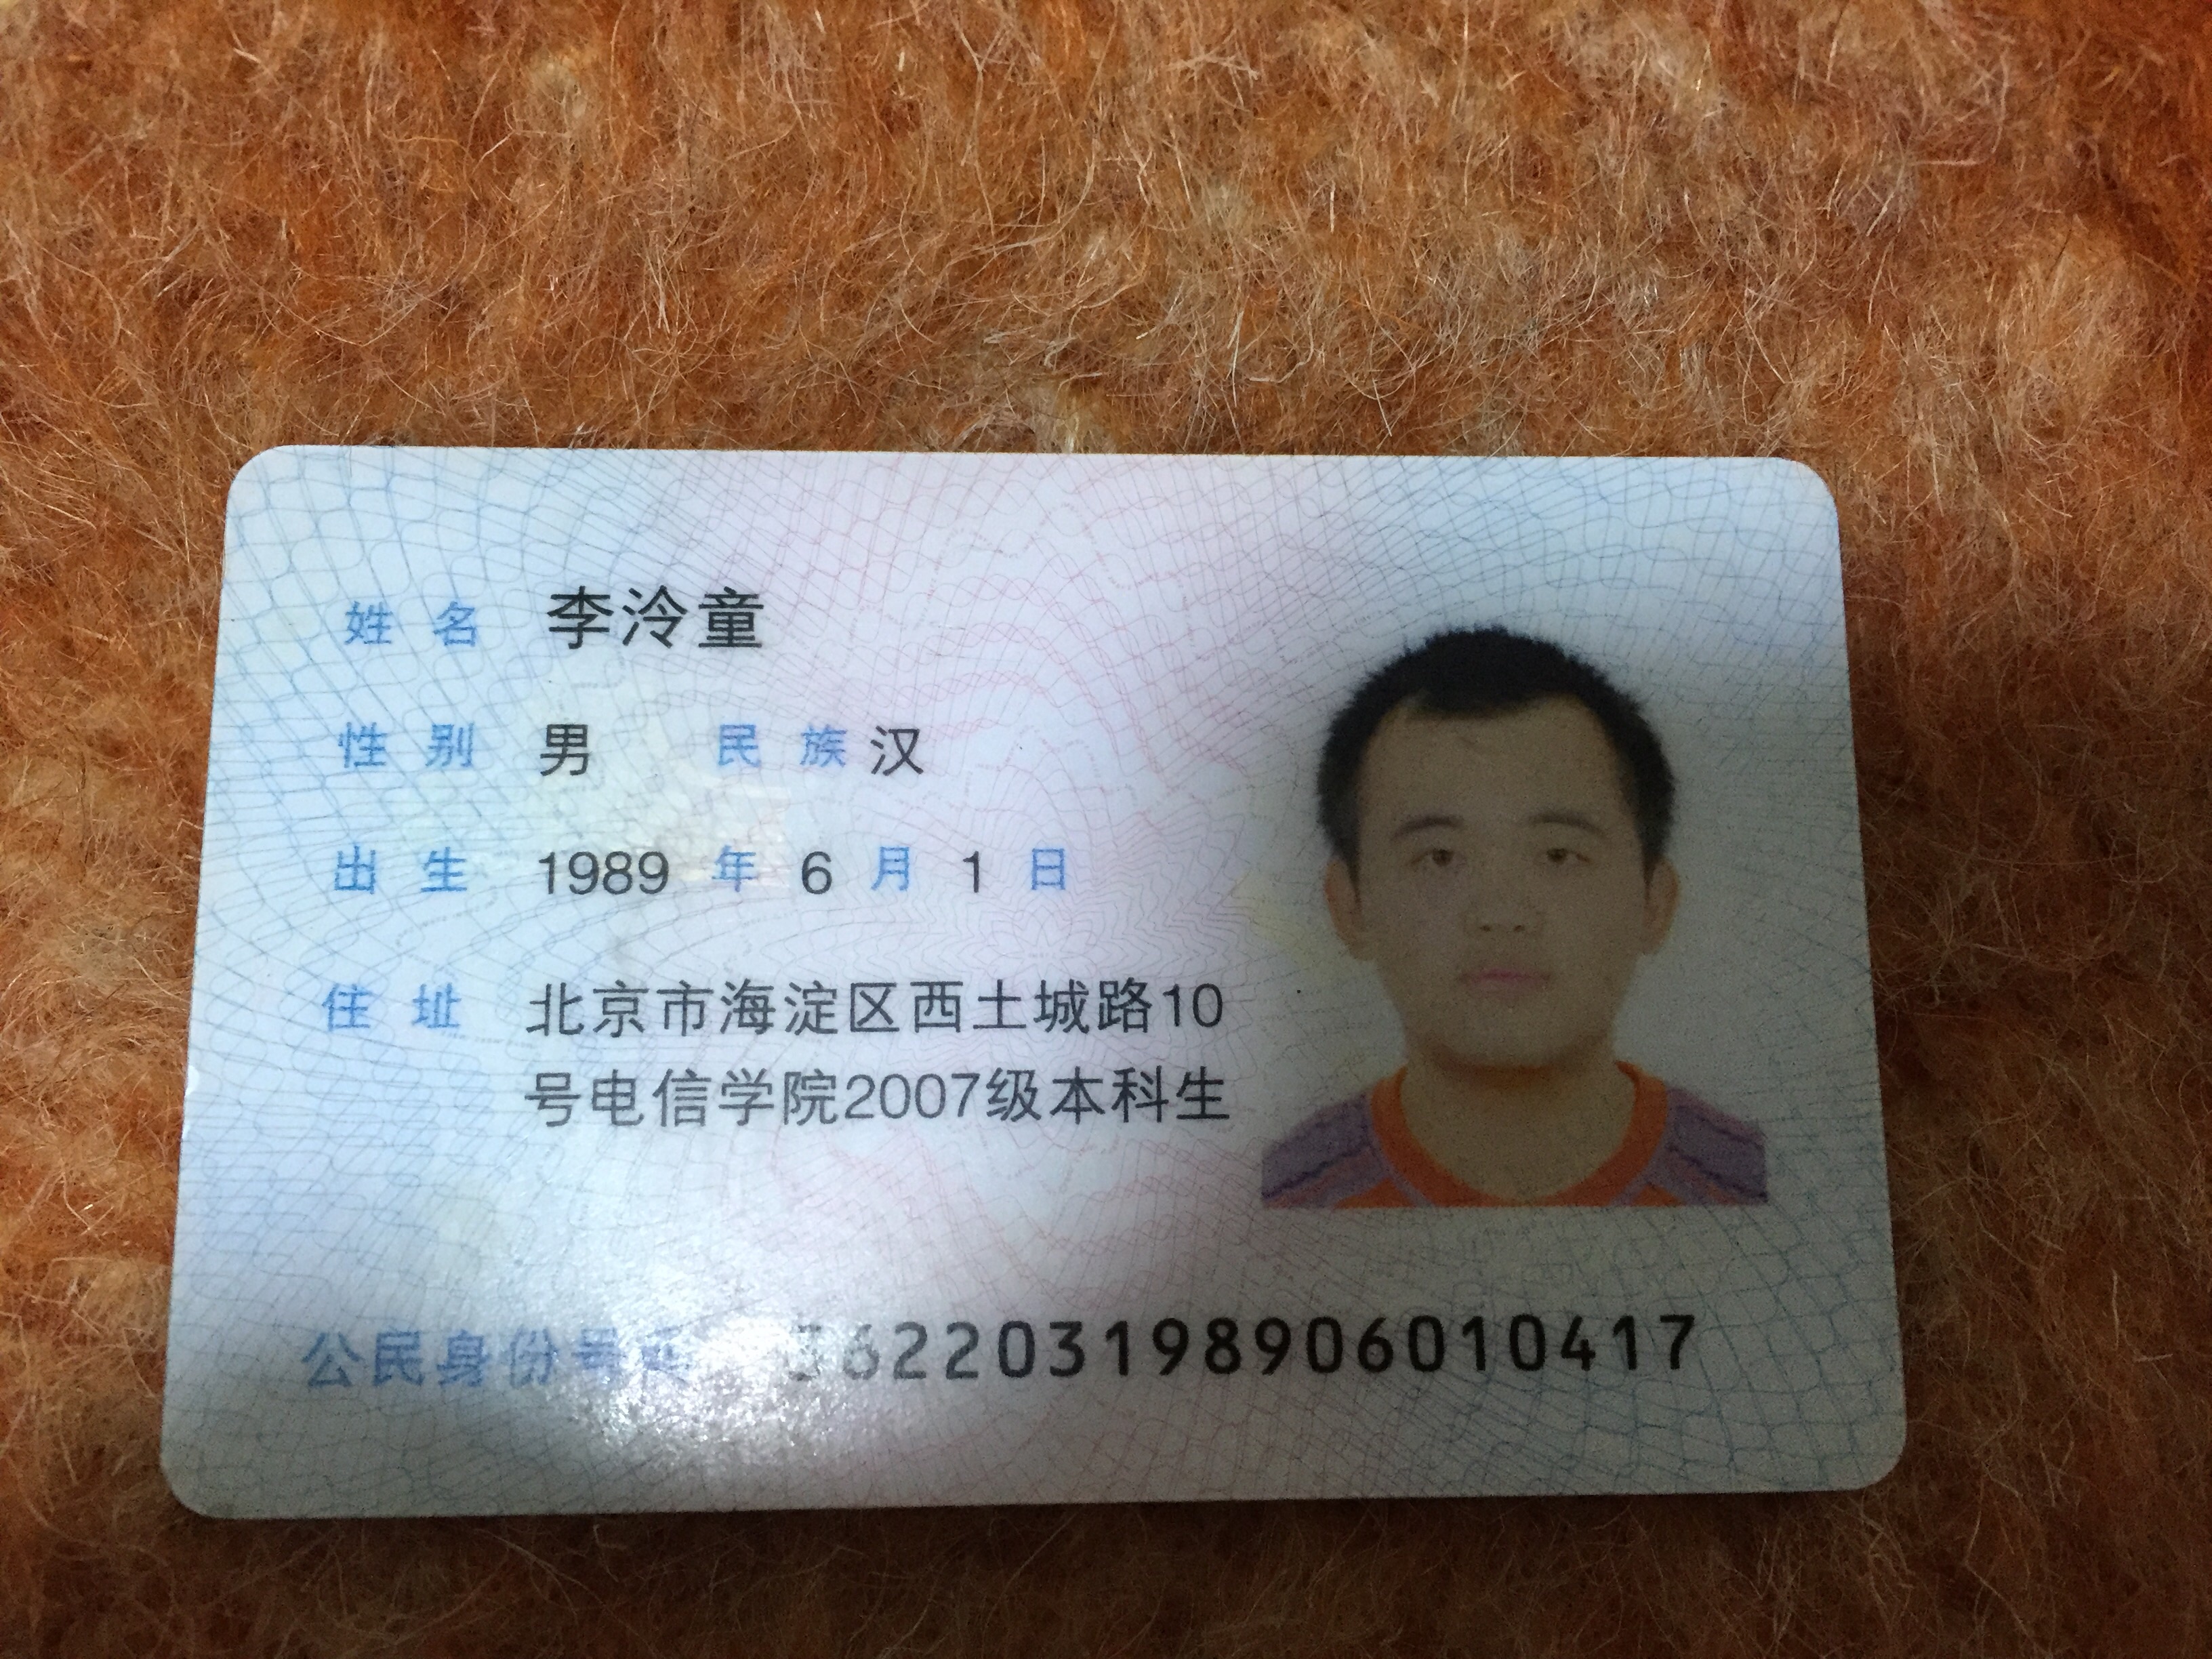 姓名 李泠童
性别 男 民族 汉
出生 1989 年 6 月 1 日
住址 北京市海淀区西土城路10
号电信学院2007级本科生
公民身份号码 362203198906010417